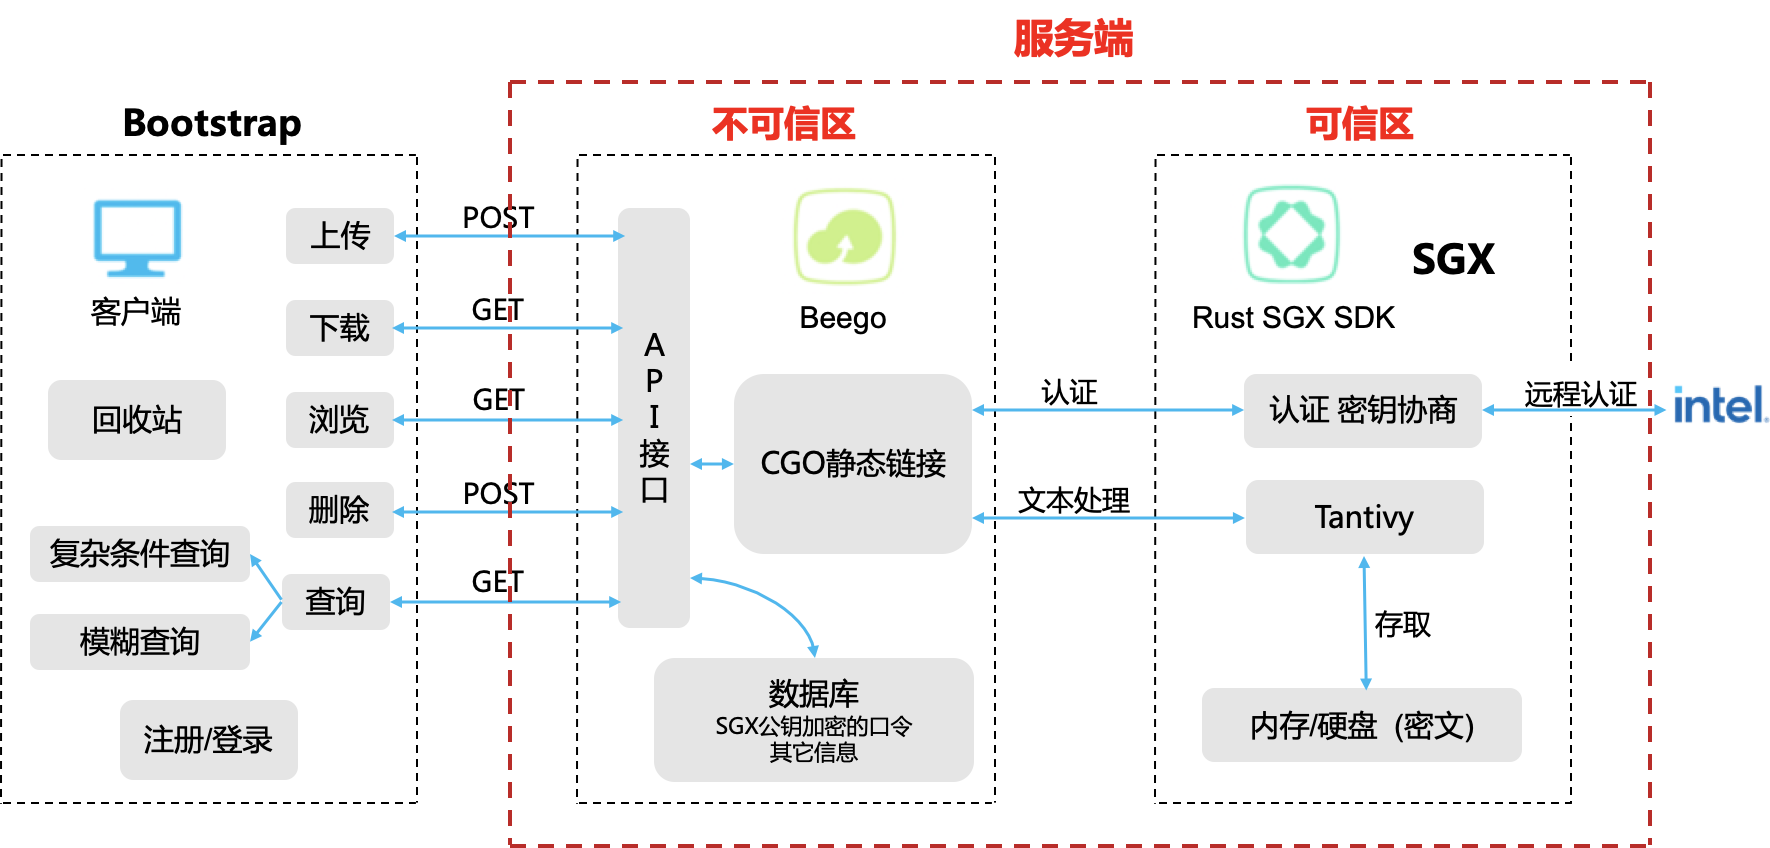 服务端
Bootstrap
不可信区
可信区
客户端
上传
POST
下载
GET
浏览
GET
删除
POST
查询
GET
回收站
复杂条件查询
模糊查询
注册/登录
API接口
Beego
CGO静态链接
数据库
SGX公钥加密的口令
其它信息
认证
文本处理
Rust SGX SDK
SGX
认证 密钥协商
远程认证
intel.
Tantivy
存取
内存/硬盘（密文）